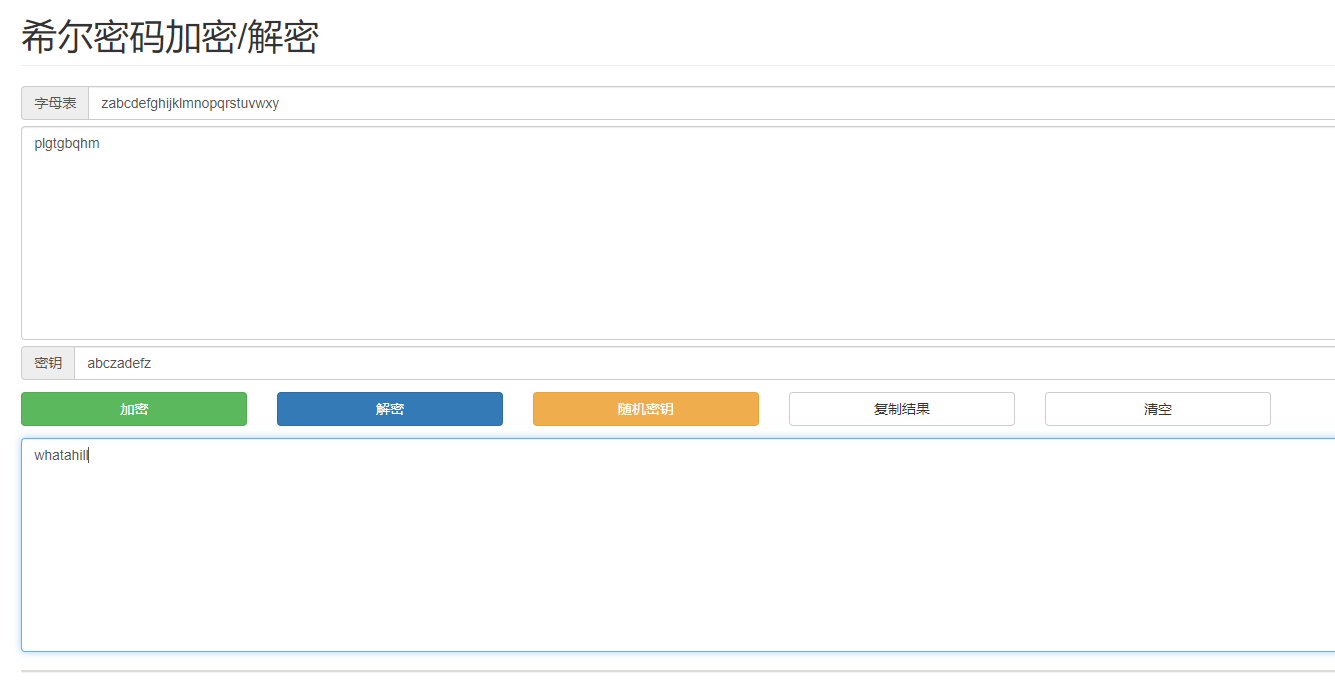 希尔密码加密/解密
字母表 zabcdefghijklmnopqrstuvwxy
plgtgbqhm
密钥 abczadefz
加密 解密 随机密钥 复制结果 清空
whatahill